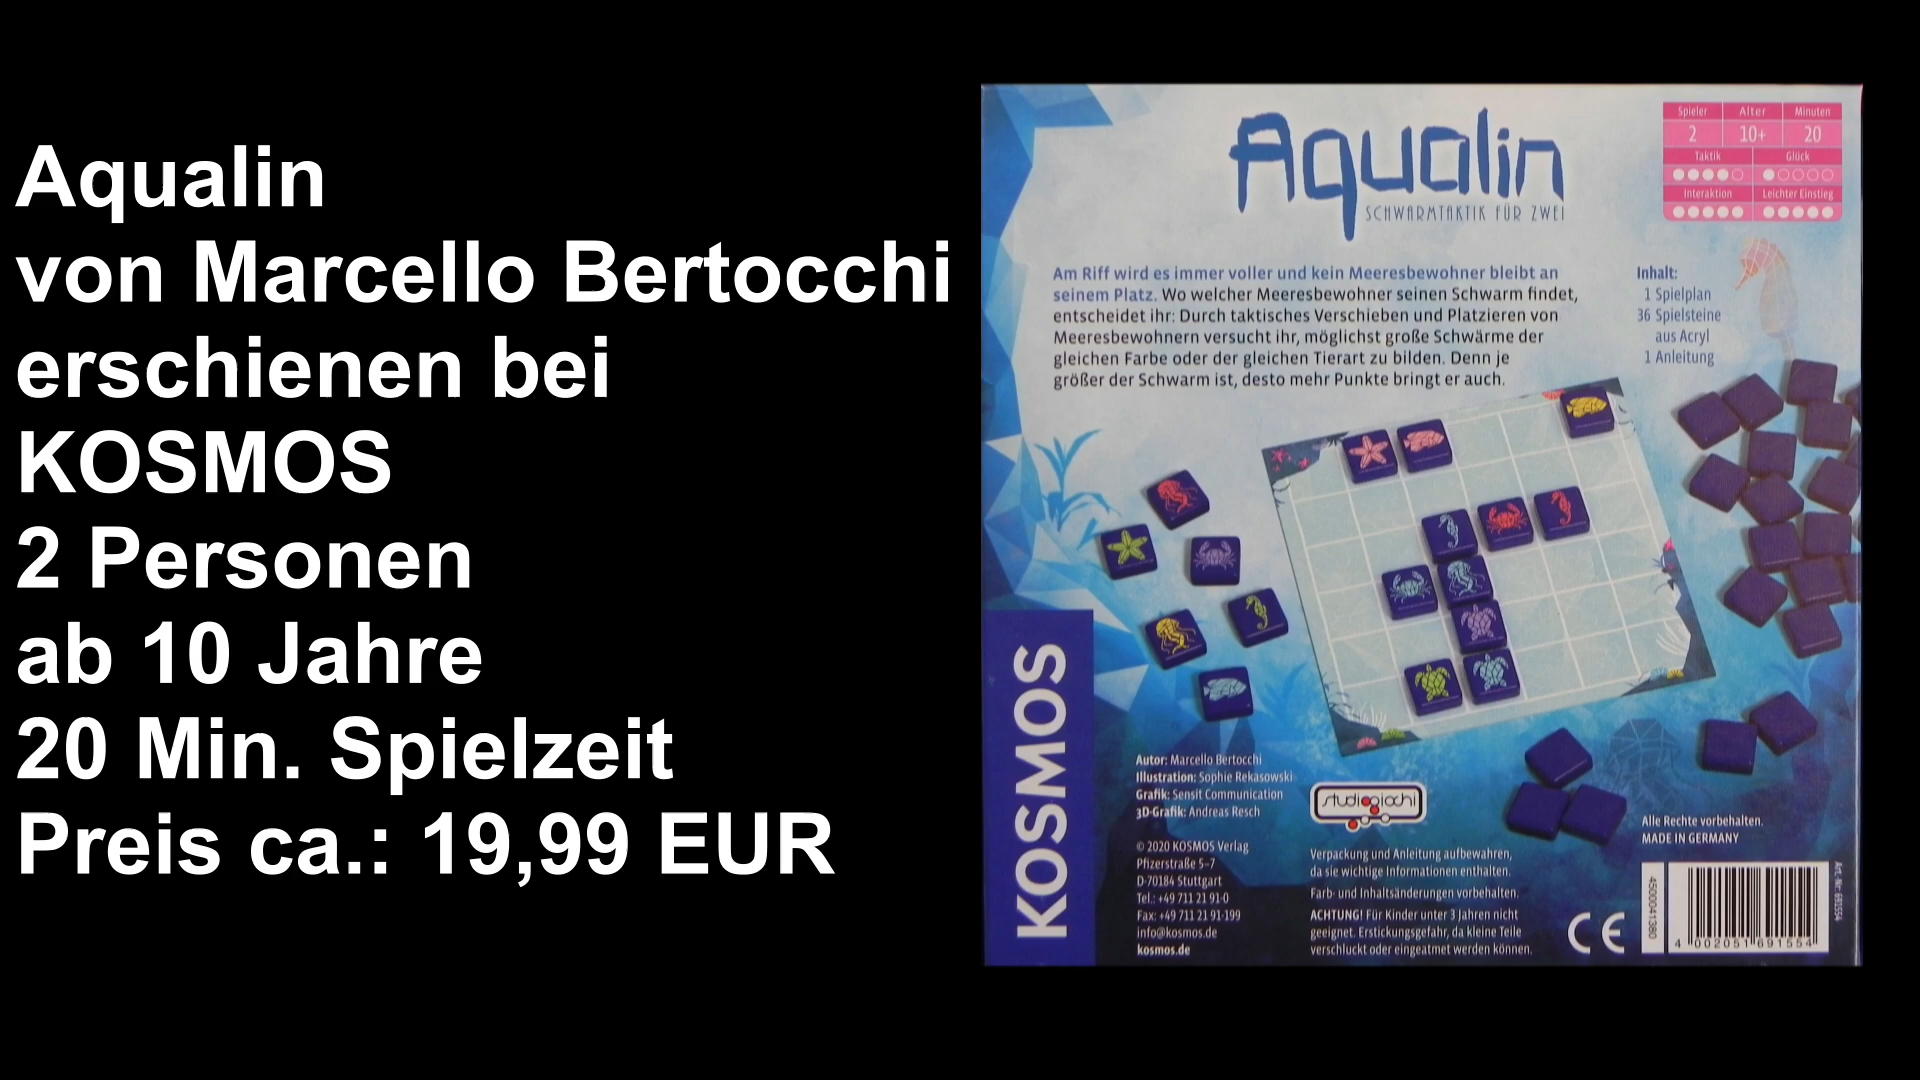 Aqualin
von Marcello Bertocchi
erschienen bei
KOSMOS
2 Personen
ab 10 Jahre
20 Min. Spielzeit
Preis ca.: 19,99 EUR
Aqualin
SCHWARMTAKTIK FÜR ZWEI
Spieler Alter Minuten
2 10+ 20
Taktik Glück
Interaktion Leichter Einstieg
Am Riff wird es immer voller und kein Meeresbewohner bleibt an
seinem Platz. Wo welcher Meeresbewohner seinen Schwarm findet,
entscheidet ihr: Durch taktisches Verschieben und Platzieren von
Meeresbewohnern versucht ihr, möglichst große Schwärme der
gleichen Farbe oder der gleichen Tierart zu bilden. Denn je
größer der Schwarm ist, desto mehr Punkte bringt er auch.
Inhalt:
1 Spielplan
36 Spielsteine
aus Acryl
1 Anleitung
KOSMOS
Autor: Marcello Bertocchi
Illustration: Sophie Rekasowski
Grafik: Sensit Communication
3D-Grafik: Andreas Resch
© 2020 KOSMOS Verlag
Pfizerstraße 5–7
D-70184 Stuttgart
Tel.: +49 711 21 91-0
Fax: +49 711 21 91-199
info@kosmos.de
kosmos.de
studiogiochi
Verpackung und Anleitung aufbewahren,
da sie wichtige Informationen enthalten.
Farb- und Inhaltsänderungen vorbehalten.
ACHTUNG! Für Kinder unter 3 Jahren nicht
geeignet. Erstickungsgefahr, da kleine Teile
verschluckt oder eingeatmet werden können.
Alle Rechte vorbehalten.
MADE IN GERMANY
CE
4500041380
4 002051 691554
Art.-Nr. 691554